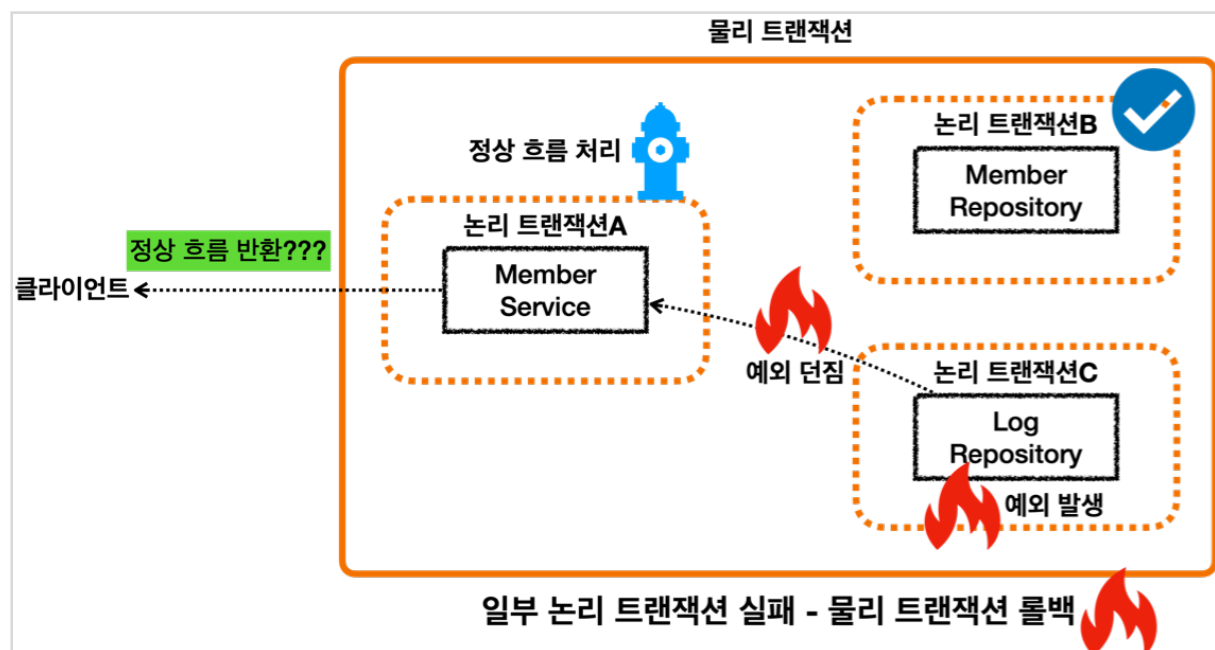 물리 트랜잭션
논리 트랜잭션B
Member
Repository
정상 흐름 처리
논리 트랜잭션A
Member
Service
정상 흐름 반환???
클라이언트
예외 던짐
논리 트랜잭션C
Log
Repository
예외 발생
일부 논리 트랜잭션 실패 - 물리 트랜잭션 롤백